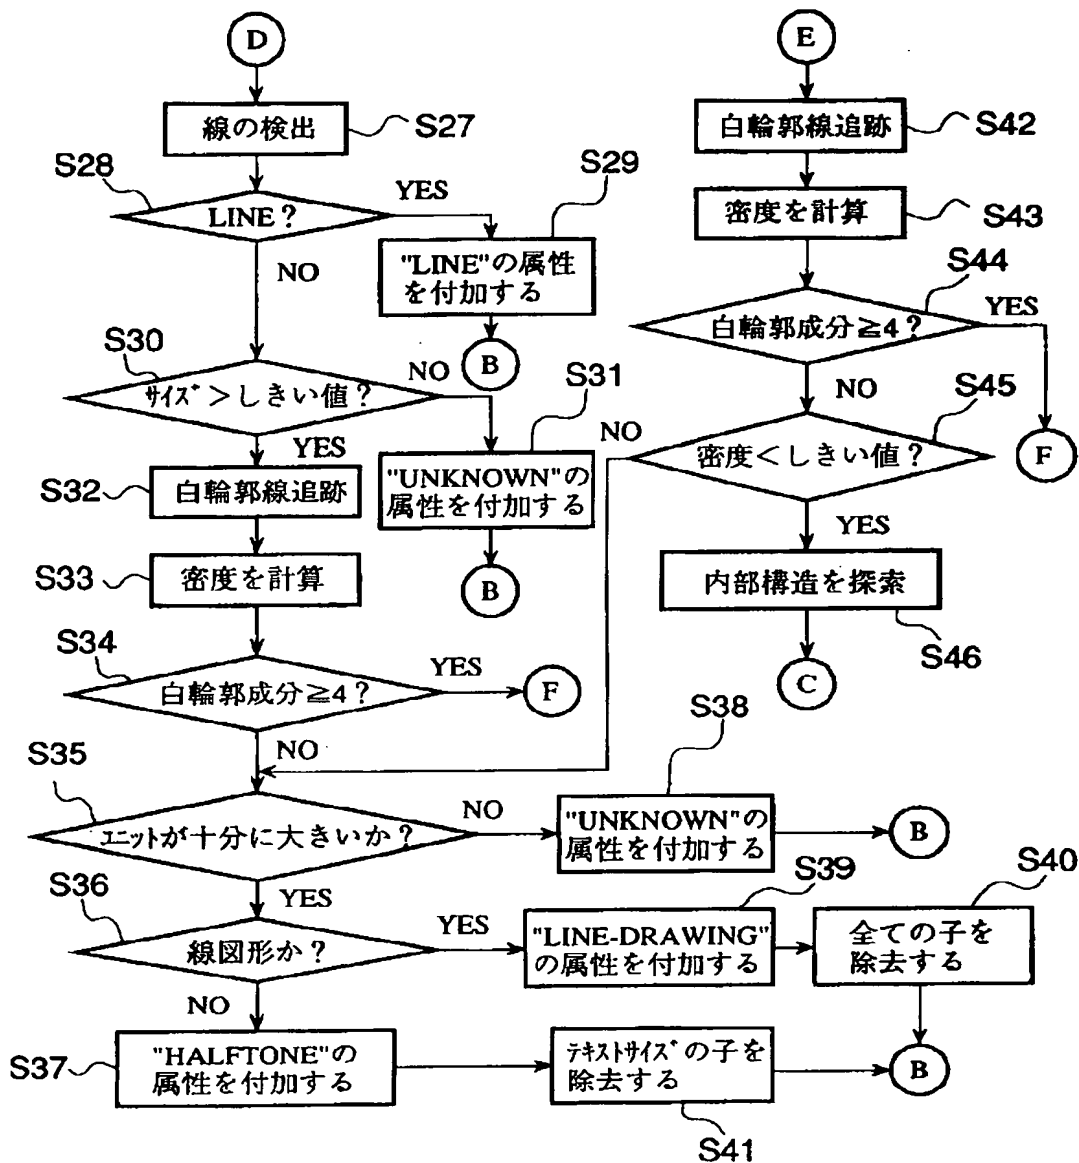 D
線の検出
S27
S28
LINE?
YES
S29
"LINE"の属性
を付加する
B
NO
S30
サイズ>しきい値?
NO
S31
"UNKNOWN"の
属性を付加する
B
YES
S32
白輪郭線追跡
S33
密度を計算
S34
白輪郭成分≧4?
YES
F
NO
S35
ユニットが十分に大きいか?
NO
S38
"UNKNOWN"の
属性を付加する
B
YES
S36
線図形か?
YES
S39
"LINE-DRAWING"
の属性を付加する
S40
全ての子を
除去する
B
NO
S37
"HALFTONE"の
属性を付加する
テキストサイズの子を
除去する
S41
E
白輪郭線追跡
S42
密度を計算
S43
S44
白輪郭成分≧4?
YES
F
NO
S45
密度<しきい値?
NO
YES
内部構造を探索
S46
C